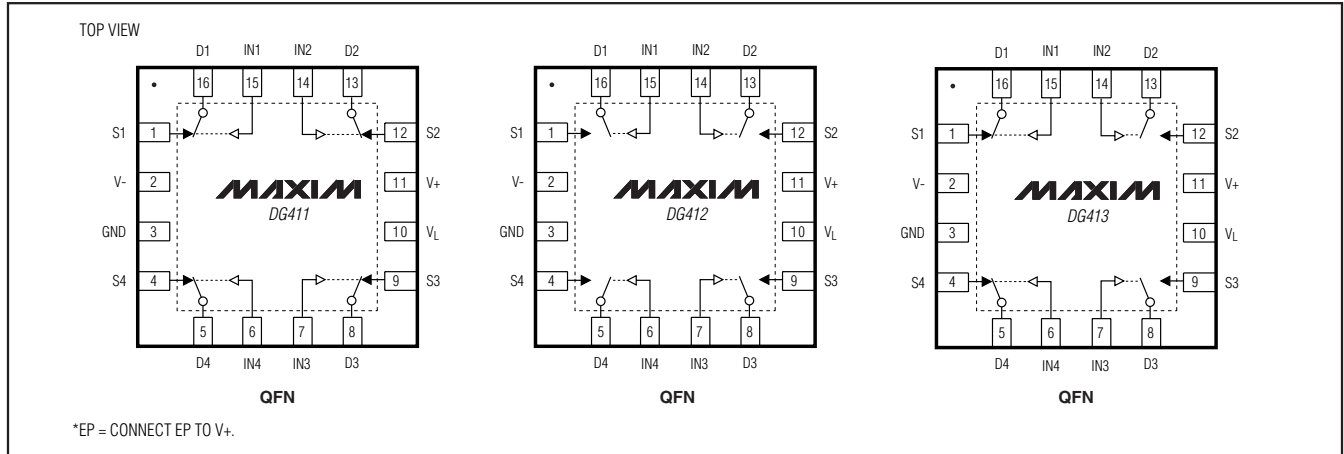 TOP VIEW
D1 IN1 IN2 D2
16 15 14 13
S1 1 12 S2
V- 2 11 V+
MAXIM
DG411
GND 3 10 VL
S4 4 9 S3
5 6 7 8
D4 IN4 IN3 D3
QFN
D1 IN1 IN2 D2
16 15 14 13
S1 1 12 S2
V- 2 11 V+
MAXIM
DG412
GND 3 10 VL
S4 4 9 S3
5 6 7 8
D4 IN4 IN3 D3
QFN
D1 IN1 IN2 D2
16 15 14 13
S1 1 12 S2
V- 2 11 V+
MAXIM
DG413
GND 3 10 VL
S4 4 9 S3
5 6 7 8
D4 IN4 IN3 D3
QFN
*EP = CONNECT EP TO V+.